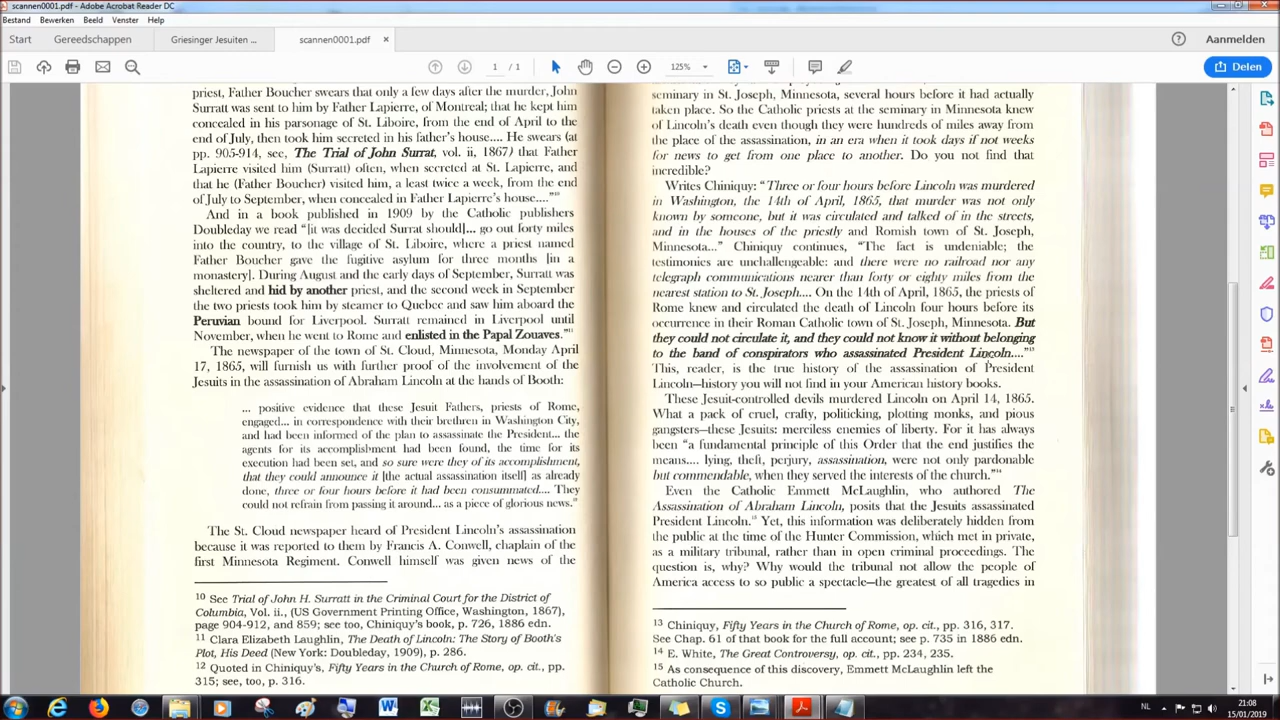 scannen0001.pdf - Adobe Acrobat Reader DC
Bestand Bewerken Beeld Venster Help
Start Gereedschappen Griesinger Jesuiten ... scannen0001.pdf × Aanmelden
1 / 1 125% Delen
priest, Father Boucher swears that only a few days after the murder, John
Surratt was sent to him by Father Lapierre, of Montreal; that he kept him
concealed in his parsonage of St. Liboire, from the end of April to the
end of July, then took him secreted in his father's house.... He swears (at
pp. 905-914, see, The Trial of John Surrat, vol. ii, 1867) that Father
Lapierre visited him (Surratt) often, when secreted at St. Lapierre, and
that he (Father Boucher) visited him, a least twice a week, from the end
of July to September, when concealed in Father Lapierre's house...."10
And in a book published in 1909 by the Catholic publishers
Doubleday we read "[it was decided Surrat should]... go out forty miles
into the country, to the village of St. Liboire, where a priest named
Father Boucher gave the fugitive asylum for three months [in a
monastery]. During August and the early days of September, Surratt was
sheltered and hid by another priest, and the second week in September
the two priests took him by steamer to Quebec and saw him aboard the
Peruvian bound for Liverpool. Surratt remained in Liverpool until
November, when he went to Rome and enlisted in the Papal Zouaves."11
The newspaper of the town of St. Cloud, Minnesota, Monday April
17, 1865, will furnish us with further proof of the involvement of the
Jesuits in the assassination of Abraham Lincoln at the hands of Booth:
... positive evidence that these Jesuit Fathers, priests of Rome,
engaged... in correspondence with their brethren in Washington City,
and had been informed of the plan to assassinate the President... the
agents for its accomplishment had been found, the time for its
execution had been set, and so sure were they of its accomplishment,
that they could announce it [the actual assassination itself] as already
done, three or four hours before it had been consummated.... They
could not refrain from passing it around... as a piece of glorious news."12
The St. Cloud newspaper heard of President Lincoln's assassination
because it was reported to them by Francis A. Conwell, chaplain of the
first Minnesota Regiment. Conwell himself was given news of the
10 See Trial of John H. Surratt in the Criminal Court for the District of
Columbia, Vol. ii., (US Government Printing Office, Washington, 1867),
page 904-912, and 859; see too, Chiniquy's book, p. 726, 1886 edn.
11 Clara Elizabeth Laughlin, The Death of Lincoln: The Story of Booth's
Plot, His Deed (New York: Doubleday, 1909), p. 286.
12 Quoted in Chiniquy's, Fifty Years in the Church of Rome, op. cit., pp.
315; see, too, p. 316.
seminary in St. Joseph, Minnesota, several hours before it had actually
taken place. So the Catholic priests at the seminary in Minnesota knew
of Lincoln's death even though they were hundreds of miles away from
the place of the assassination, in an era when it took days if not weeks
for news to get from one place to another. Do you not find that
incredible?
Writes Chiniquy: "Three or four hours before Lincoln was murdered
in Washington, the 14th of April, 1865, that murder was not only
known by someone, but it was circulated and talked of in the streets,
and in the houses of the priestly and Romish town of St. Joseph,
Minnesota..." Chiniquy continues, "The fact is undeniable; the
testimonies are unchallengeable: and there were no railroad nor any
telegraph communications nearer than forty or eighty miles from the
nearest station to St. Joseph.... On the 14th of April, 1865, the priests of
Rome knew and circulated the death of Lincoln four hours before its
occurrence in their Roman Catholic town of St. Joseph, Minnesota. But
they could not circulate it, and they could not know it without belonging
to the band of conspirators who assassinated President Lincoln...."13
This, reader, is the true history of the assassination of President
Lincoln—history you will not find in your American history books.
These Jesuit-controlled devils murdered Lincoln on April 14, 1865.
What a pack of cruel, crafty, politicking, plotting monks, and pious
gangsters—these Jesuits: merciless enemies of liberty. For it has always
been "a fundamental principle of this Order that the end justifies the
means.... lying, theft, perjury, assassination, were not only pardonable
but commendable, when they served the interests of the church."14
Even the Catholic Emmett McLaughlin, who authored The
Assassination of Abraham Lincoln, posits that the Jesuits assassinated
President Lincoln.15 Yet, this information was deliberately hidden from
the public at the time of the Hunter Commission, which met in private,
as a military tribunal, rather than in open criminal proceedings. The
question is, why? Why would the tribunal not allow the people of
America access to so public a spectacle—the greatest of all tragedies in
13 Chiniquy, Fifty Years in the Church of Rome, op. cit., pp. 316, 317.
See Chap. 61 of that book for the full account; see p. 735 in 1886 edn.
14 E. White, The Great Controversy, op. cit., pp. 234, 235.
15 As consequence of this discovery, Emmett McLaughlin left the
Catholic Church.
NL 21:08
15/01/2019